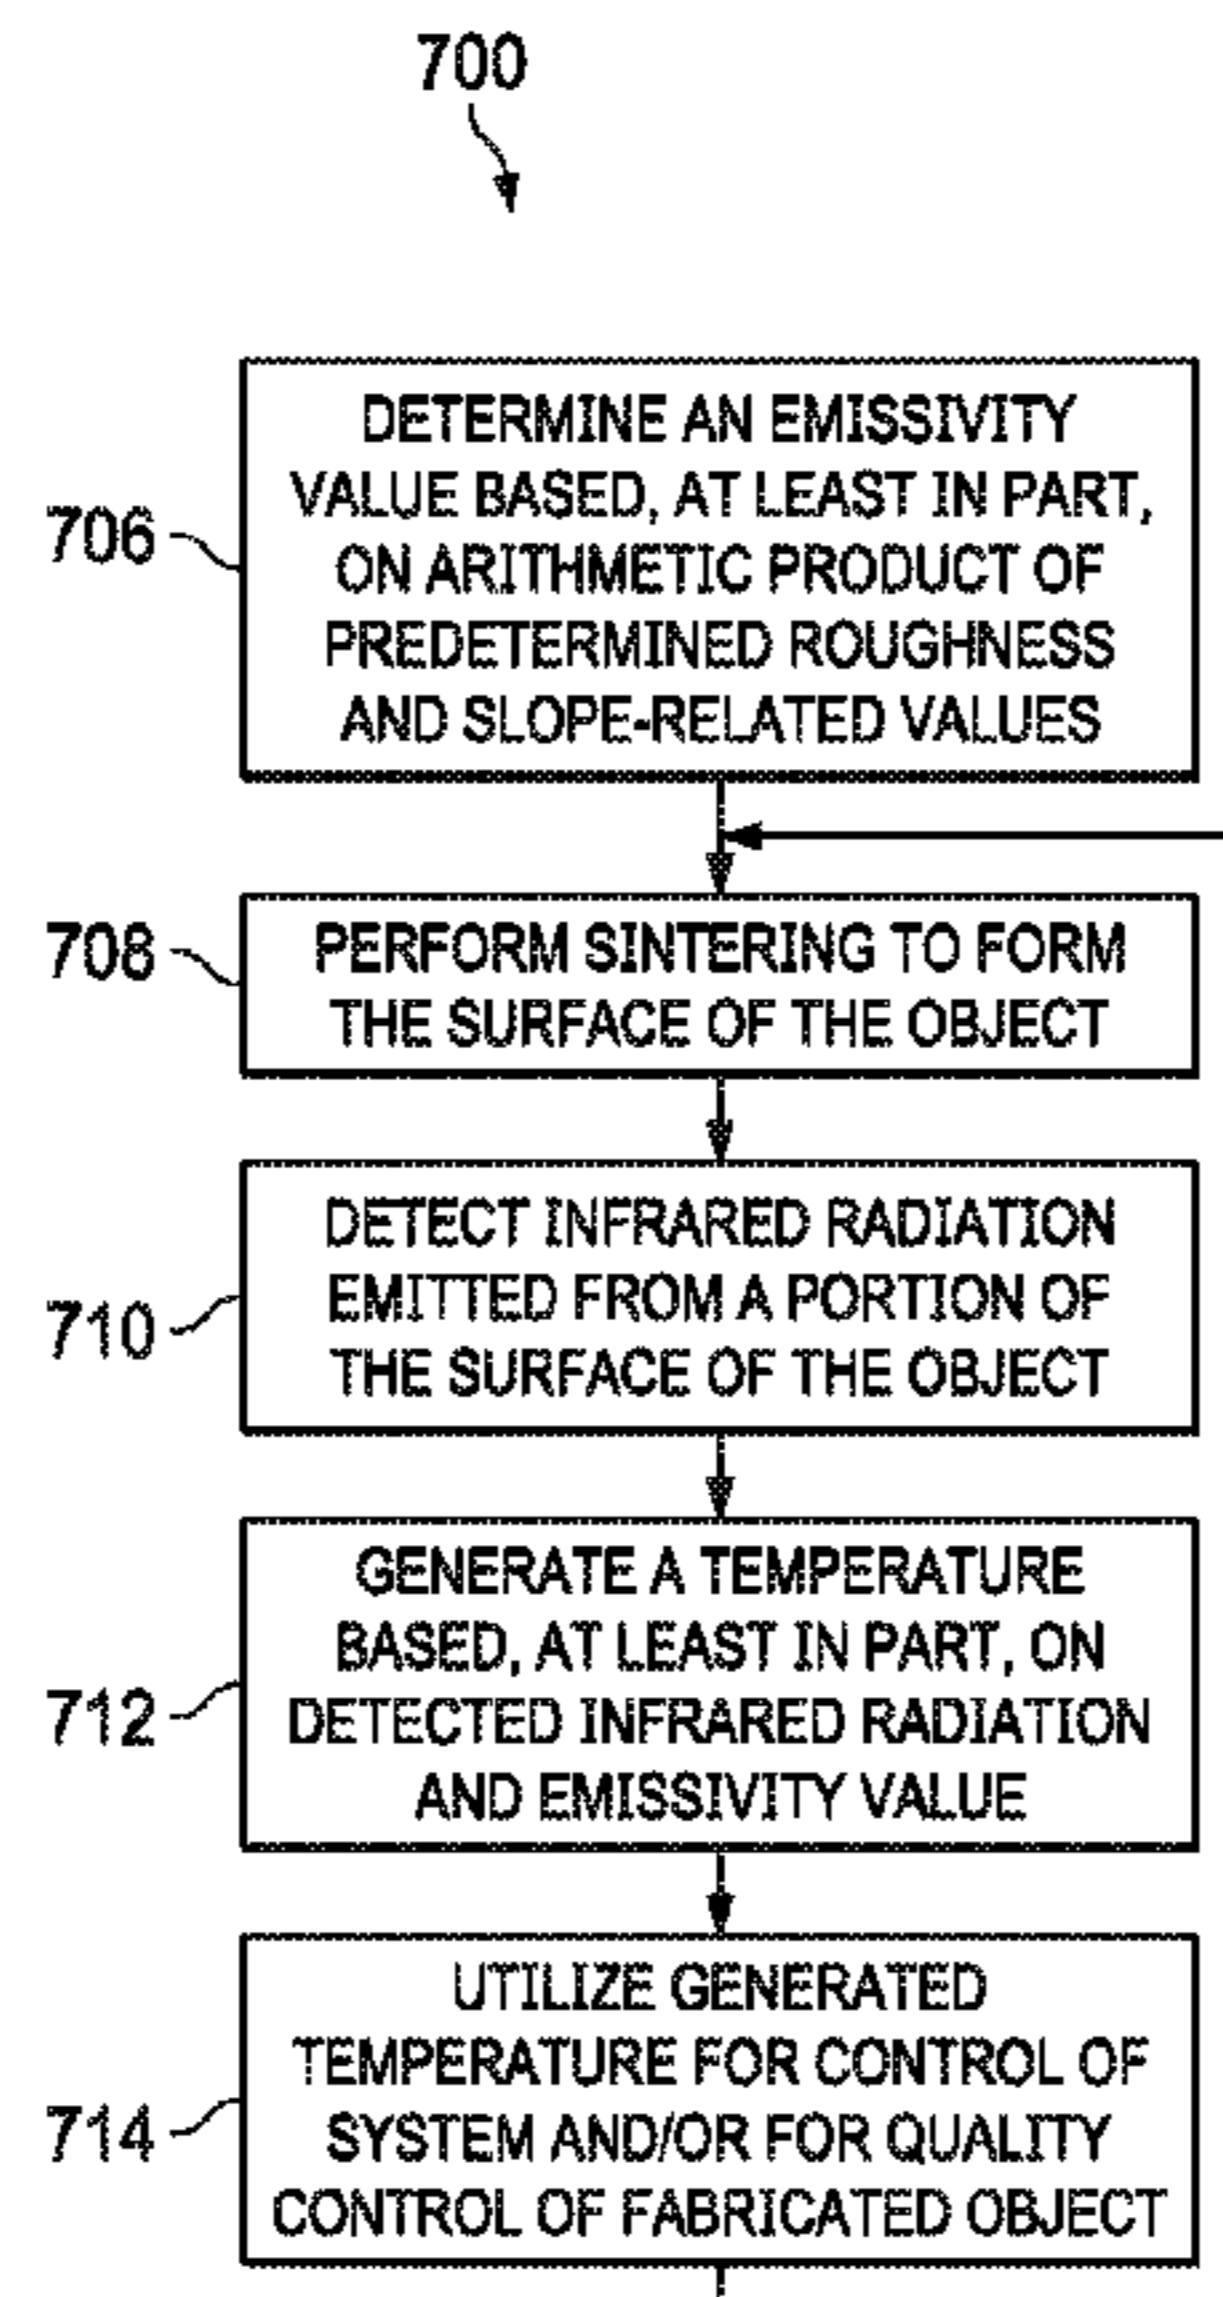 700
706
DETERMINE AN EMISSIVITY
VALUE BASED, AT LEAST IN PART,
ON ARITHMETIC PRODUCT OF
PREDETERMINED ROUGHNESS
AND SLOPE-RELATED VALUES
708
PERFORM SINTERING TO FORM
THE SURFACE OF THE OBJECT
710
DETECT INFRARED RADIATION
EMITTED FROM A PORTION OF
THE SURFACE OF THE OBJECT
712
GENERATE A TEMPERATURE
BASED, AT LEAST IN PART, ON
DETECTED INFRARED RADIATION
AND EMISSIVITY VALUE
714
UTILIZE GENERATED
TEMPERATURE FOR CONTROL OF
SYSTEM AND/OR FOR QUALITY
CONTROL OF FABRICATED OBJECT